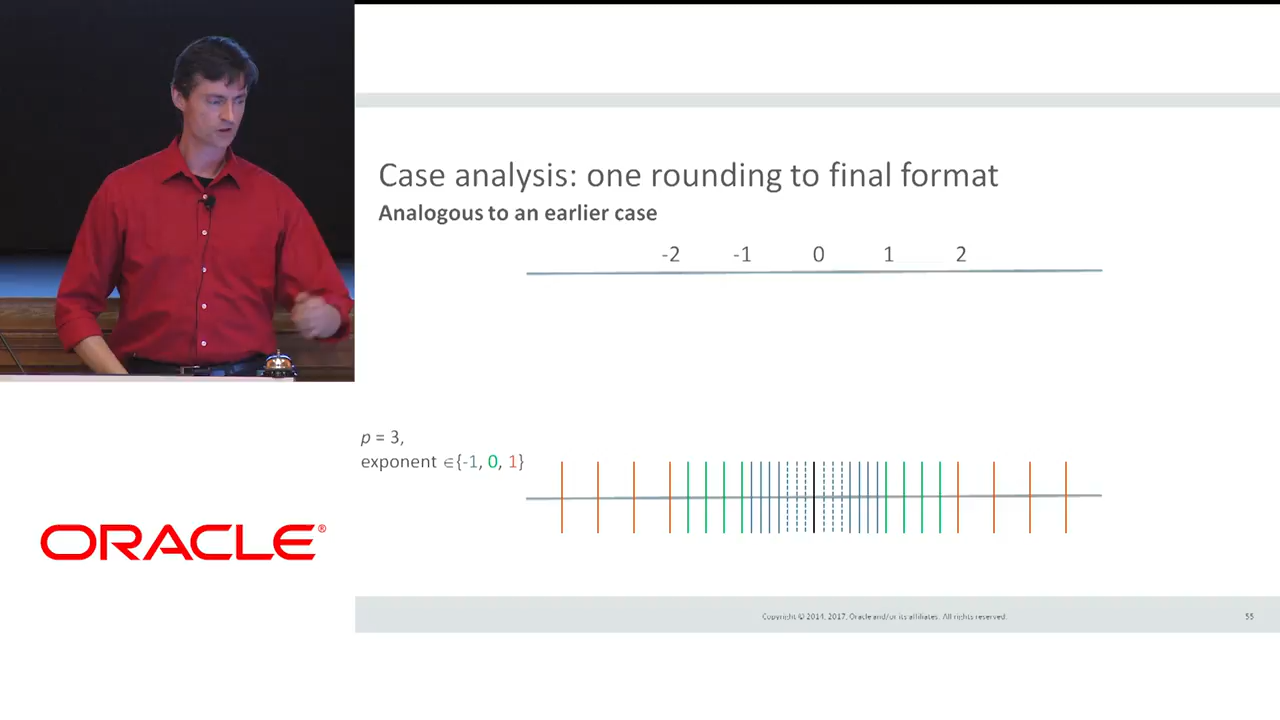 Case analysis: one rounding to final format
Analogous to an earlier case
-2 -1 0 1 2
p = 3,
exponent ∈{-1, 0, 1}
ORACLE®
Copyright © 2014, 2017, Oracle and/or its affiliates. All rights reserved.
55